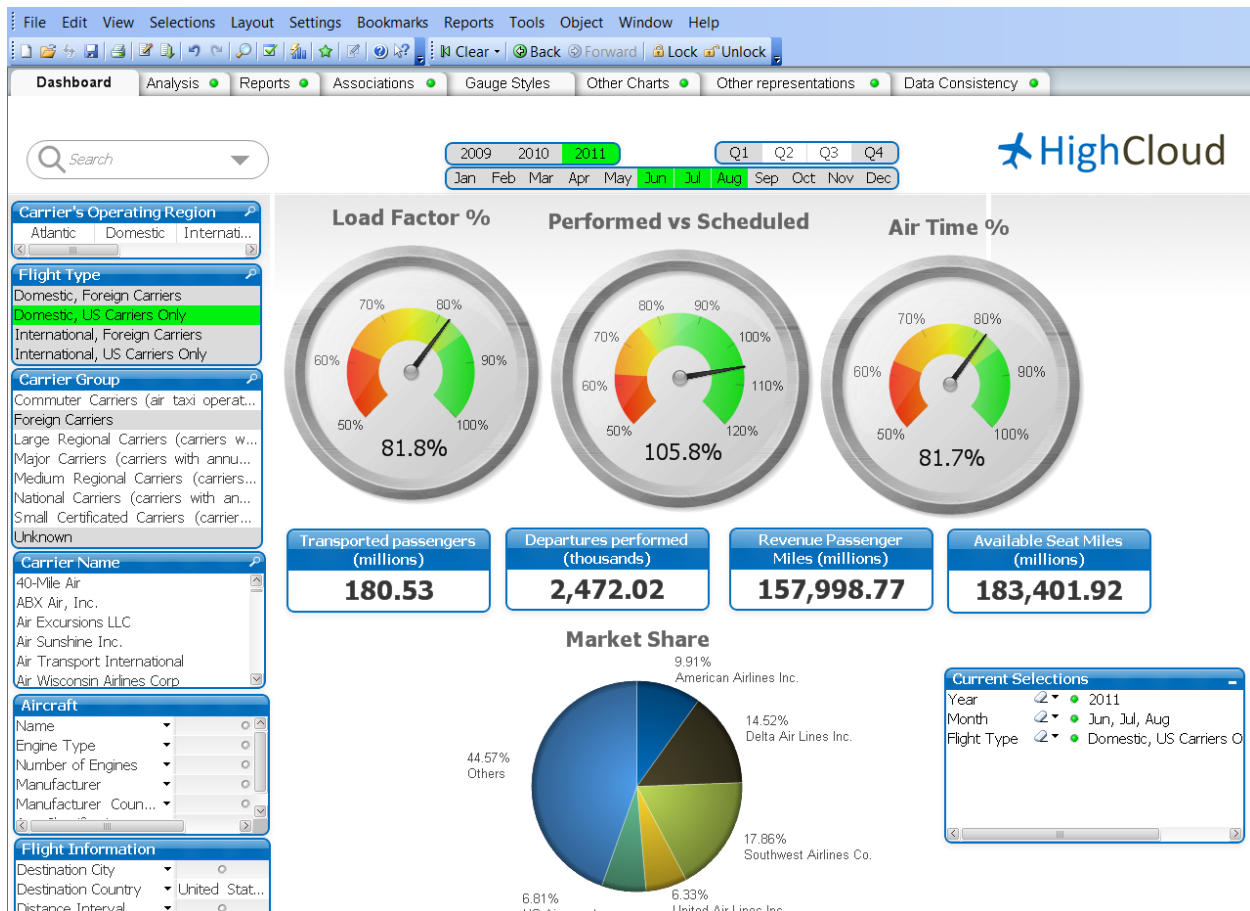 File Edit View Selections Layout Settings Bookmarks Reports Tools Object Window Help
Clear Back Forward Lock Unlock
Dashboard Analysis Reports Associations Gauge Styles Other Charts Other representations Data Consistency
Search
2009 2010 2011
Q1 Q2 Q3 Q4
Jan Feb Mar Apr May Jun Jul Aug Sep Oct Nov Dec
HighCloud
Carrier's Operating Region
Atlantic Domestic Internati...
Flight Type
Domestic, Foreign Carriers
Domestic, US Carriers Only
International, Foreign Carriers
International, US Carriers Only
Carrier Group
Commuter Carriers (air taxi operat...
Foreign Carriers
Large Regional Carriers (carriers w...
Major Carriers (carriers with annu...
Medium Regional Carriers (carriers...
National Carriers (carriers with an...
Small Certificated Carriers (carrier...
Unknown
Carrier Name
40-Mile Air
ABX Air, Inc.
Air Excursions LLC
Air Sunshine Inc.
Air Transport International
Air Wisconsin Airlines Corp
Aircraft
Name
Engine Type
Number of Engines
Manufacturer
Manufacturer Coun...
Flight Information
Destination City
Destination Country United Stat...
Distance Interval
Load Factor %
50% 60% 70% 80% 90% 100%
81.8%
Performed vs Scheduled
50% 60% 70% 80% 90% 100% 110% 120%
105.8%
Air Time %
50% 60% 70% 80% 90% 100%
81.7%
Transported passengers
(millions)
180.53
Departures performed
(thousands)
2,472.02
Revenue Passenger
Miles (millions)
157,998.77
Available Seat Miles
(millions)
183,401.92
Market Share
9.91%
American Airlines Inc.
14.52%
Delta Air Lines Inc.
17.86%
Southwest Airlines Co.
6.33%
United Air Lines Inc.
6.81%
44.57%
Others
Current Selections
Year 2011
Month Jun, Jul, Aug
Flight Type Domestic, US Carriers O